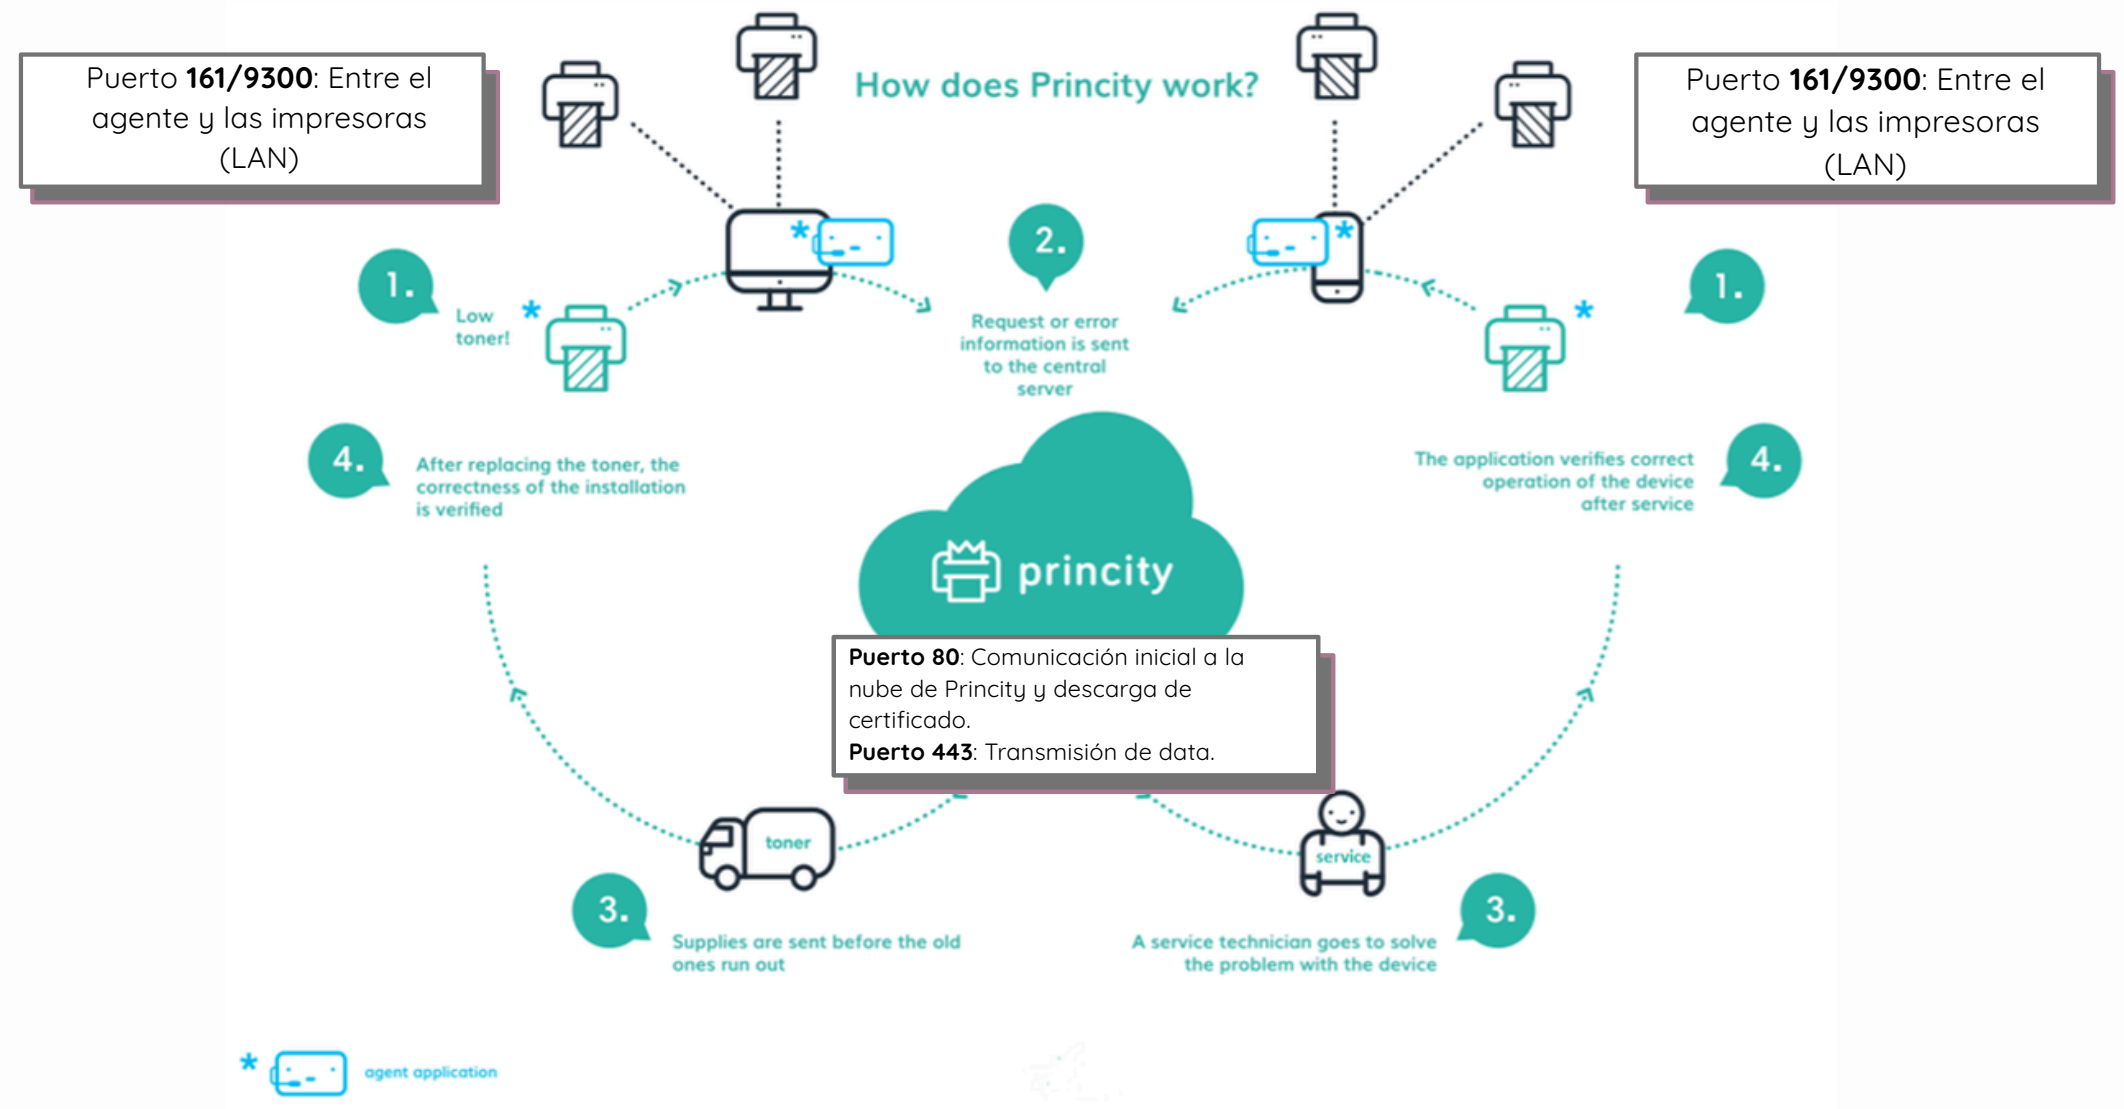 How does Princity work?
Puerto 161/9300: Entre el
agente y las impresoras
(LAN)
Puerto 161/9300: Entre el
agente y las impresoras
(LAN)
1.
Low
toner!
*
*
2.
Request or error
information is sent
to the central
server
*
1.
*
4.
After replacing the toner, the
correctness of the installation
is verified
The application verifies correct
operation of the device
after service
4.
princity
Puerto 80: Comunicación inicial a la
nube de Princity y descarga de
certificado.
Puerto 443: Transmisión de data.
toner
service
3.
Supplies are sent before the old
ones run out
A service technician goes to solve
the problem with the device
3.
* agent application